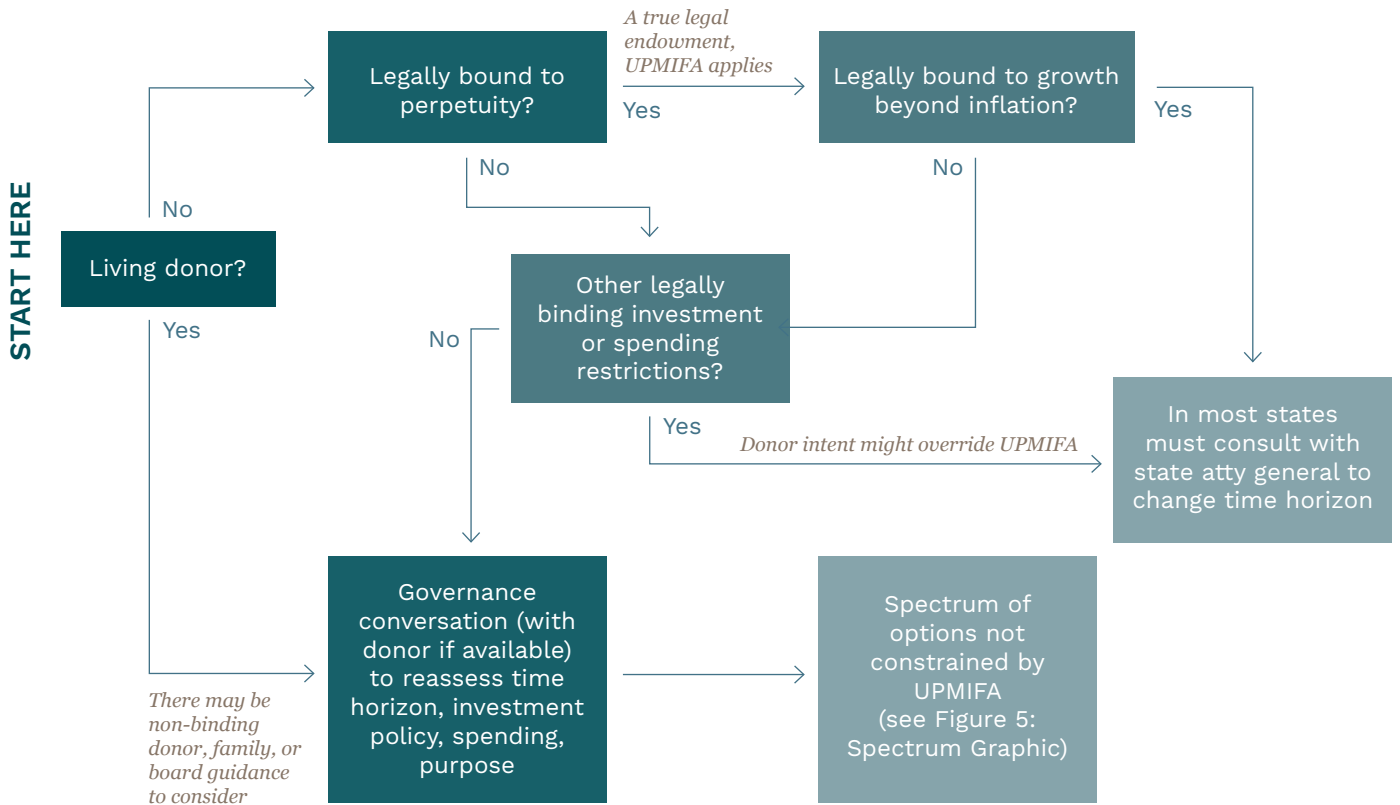 START HERE
Living donor?
No
Yes
Legally bound to
perpetuity?
A true legal
endowment,
UPMIFA applies
Yes
No
Legally bound to growth
beyond inflation?
Yes
No
Other legally
binding investment
or spending
restrictions?
No
Yes
Donor intent might override UPMIFA
In most states
must consult with
state atty general to
change time horizon
There may be
non-binding
donor, family, or
board guidance
to consider
Governance
conversation (with
donor if available)
to reassess time
horizon, investment
policy, spending,
purpose
Spectrum of
options not
constrained by
UPMIFA
(see Figure 5:
Spectrum Graphic)